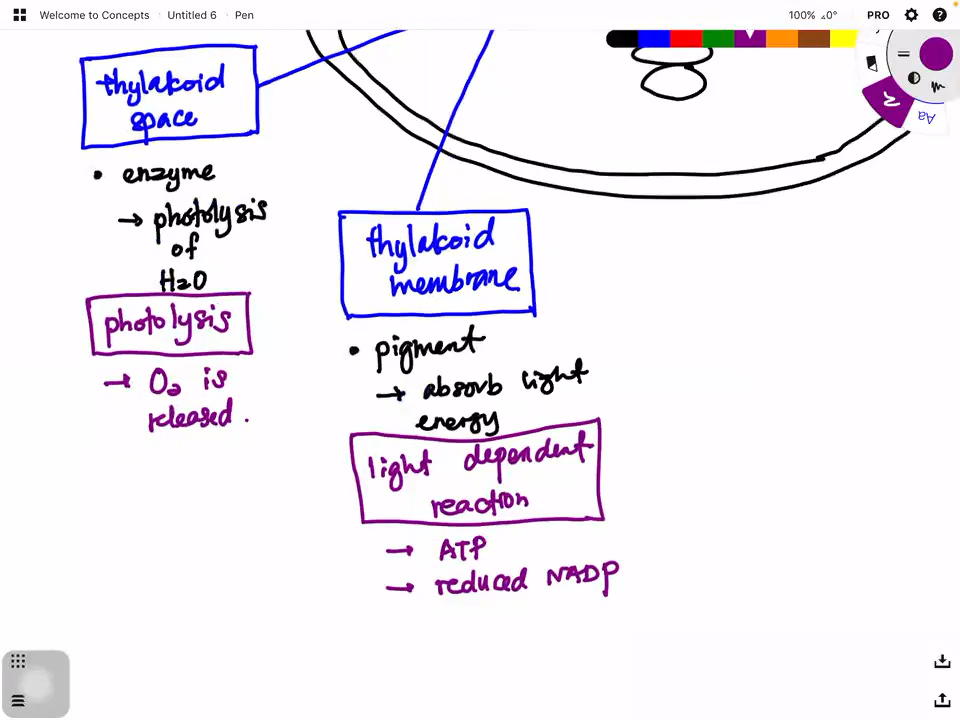 Welcome to Concepts Untitled 6 Pen
100% 0° PRO
Aa
thylakoid
space
• enzyme
→ photolysis
of
H2O
photolysis
→ O2 is
released.
thylakoid
membrane
• pigment
→ absorb light
energy
light dependent
reaction
→ ATP
→ reduced NADP